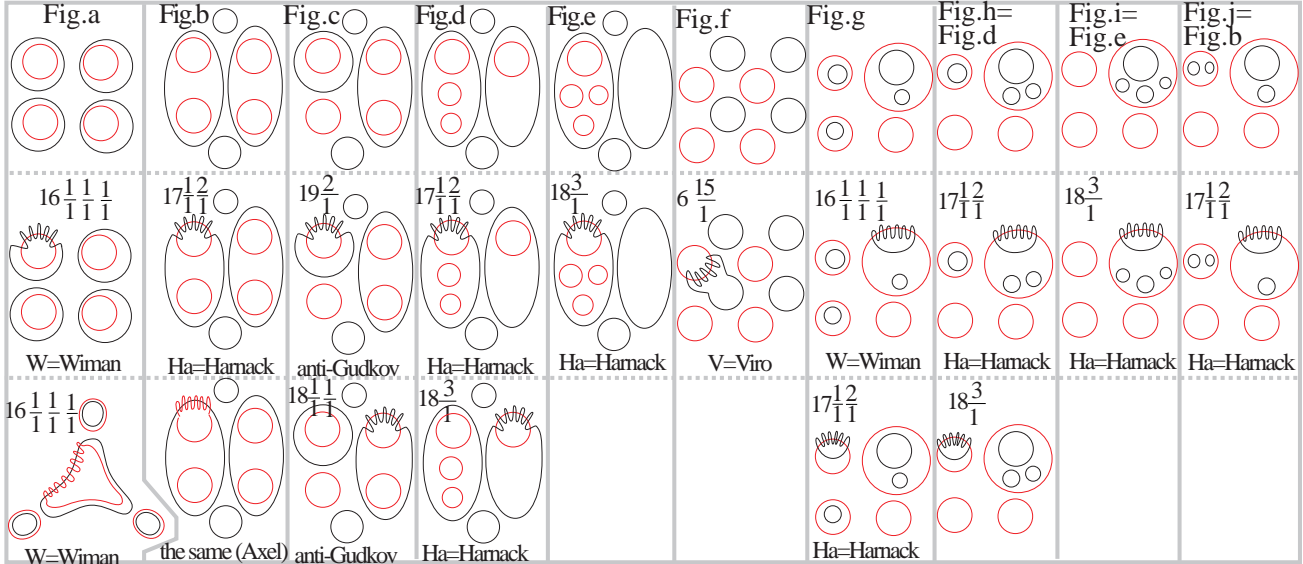 Fig.a
Fig.b
Fig.c
Fig.d
Fig.e
Fig.f
Fig.g
Fig.h=
Fig.d
Fig.i=
Fig.e
Fig.j=
Fig.b
16 1/1 1/1 1/1
17 1/1 2/1
19 2/1
17 1/1 2/1
18 3/1
6 15/1
16 1/1 1/1 1/1
17 1/1 2/1
18 3/1
17 1/1 2/1
W=Wiman
Ha=Harnack
anti-Gudkov
Ha=Harnack
Ha=Harnack
V=Viro
W=Wiman
Ha=Harnack
Ha=Harnack
Ha=Harnack
16 1/1 1/1 1/1
18 1/1 1/1
18 3/1
17 1/1 2/1
18 3/1
W=Wiman
the same (Axel)
anti-Gudkov
Ha=Harnack
Ha=Harnack